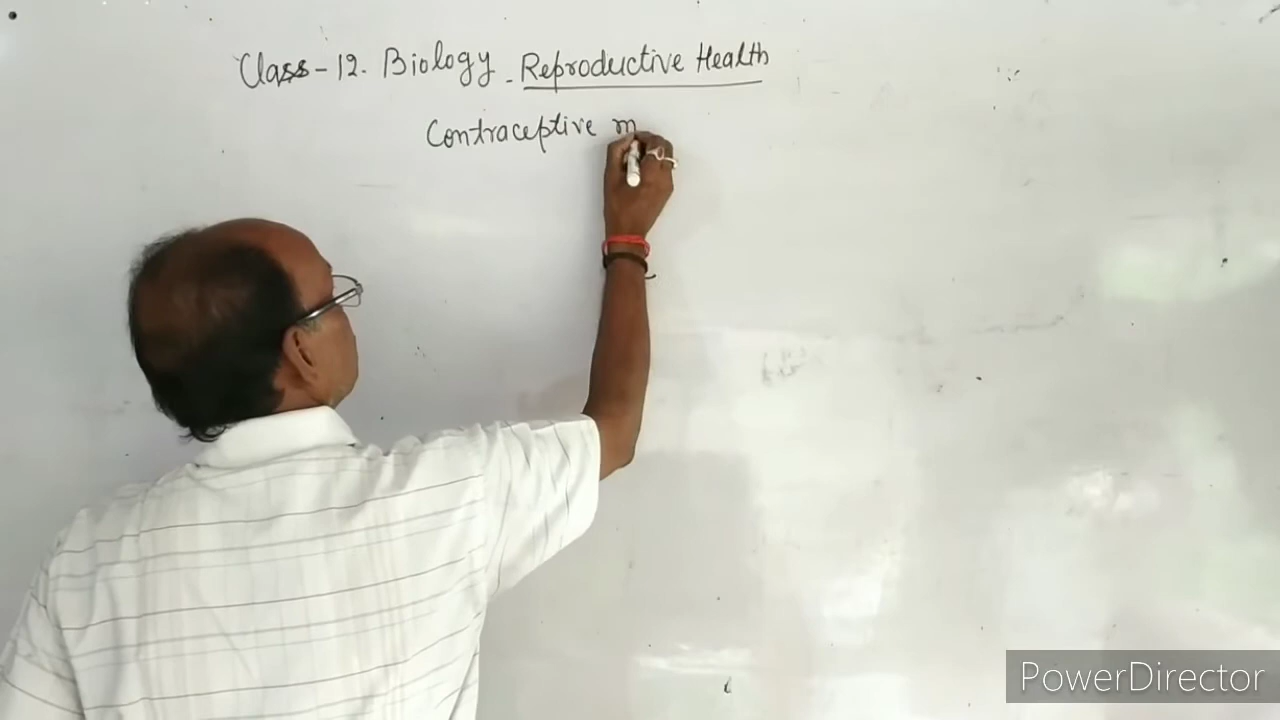 Class - 12. Biology - Reproductive Health
Contraceptive m
PowerDirector